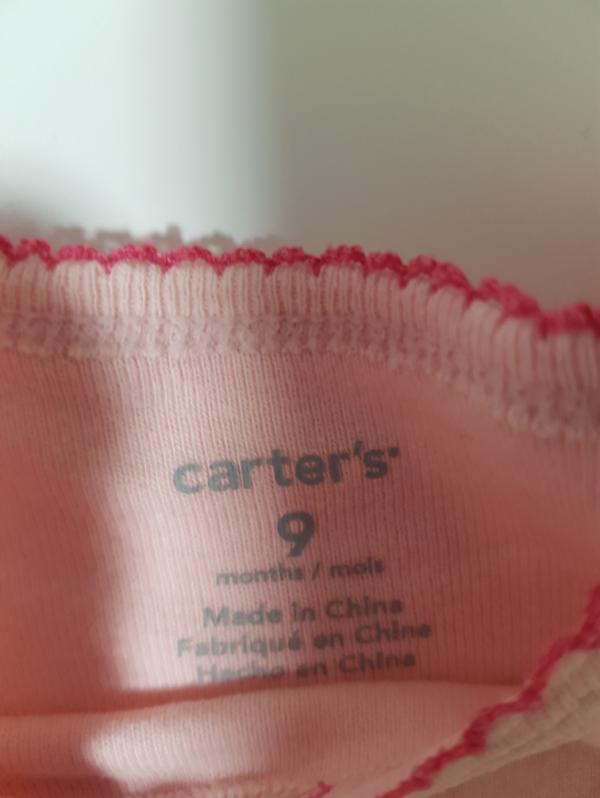 carter's
9
months / mois
Made in China
Fabriqué en Chine
Hecho en China